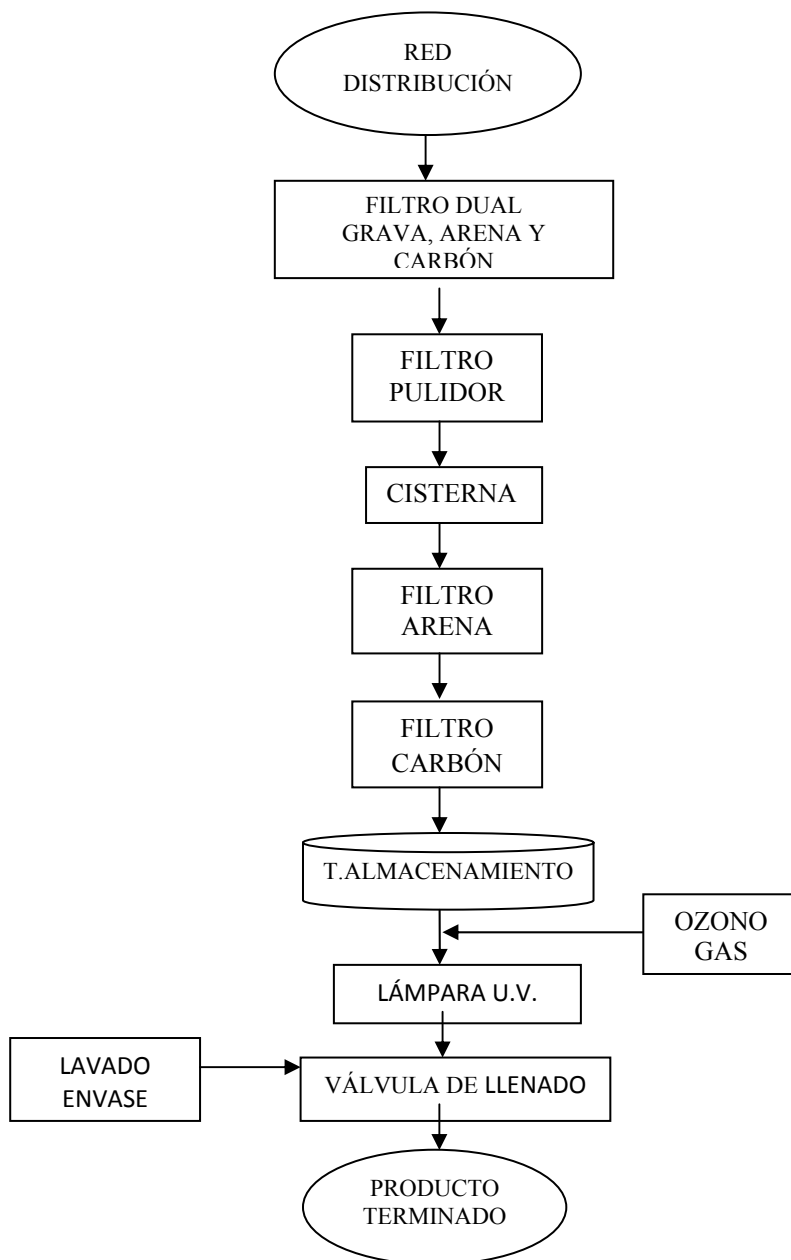 RED
DISTRIBUCIÓN
FILTRO DUAL
GRAVA, ARENA Y
CARBÓN
FILTRO
PULIDOR
CISTERNA
FILTRO
ARENA
FILTRO
CARBÓN
T.ALMACENAMIENTO
OZONO
GAS
LÁMPARA U.V.
LAVADO
ENVASE
VÁLVULA DE LLENADO
PRODUCTO
TERMINADO